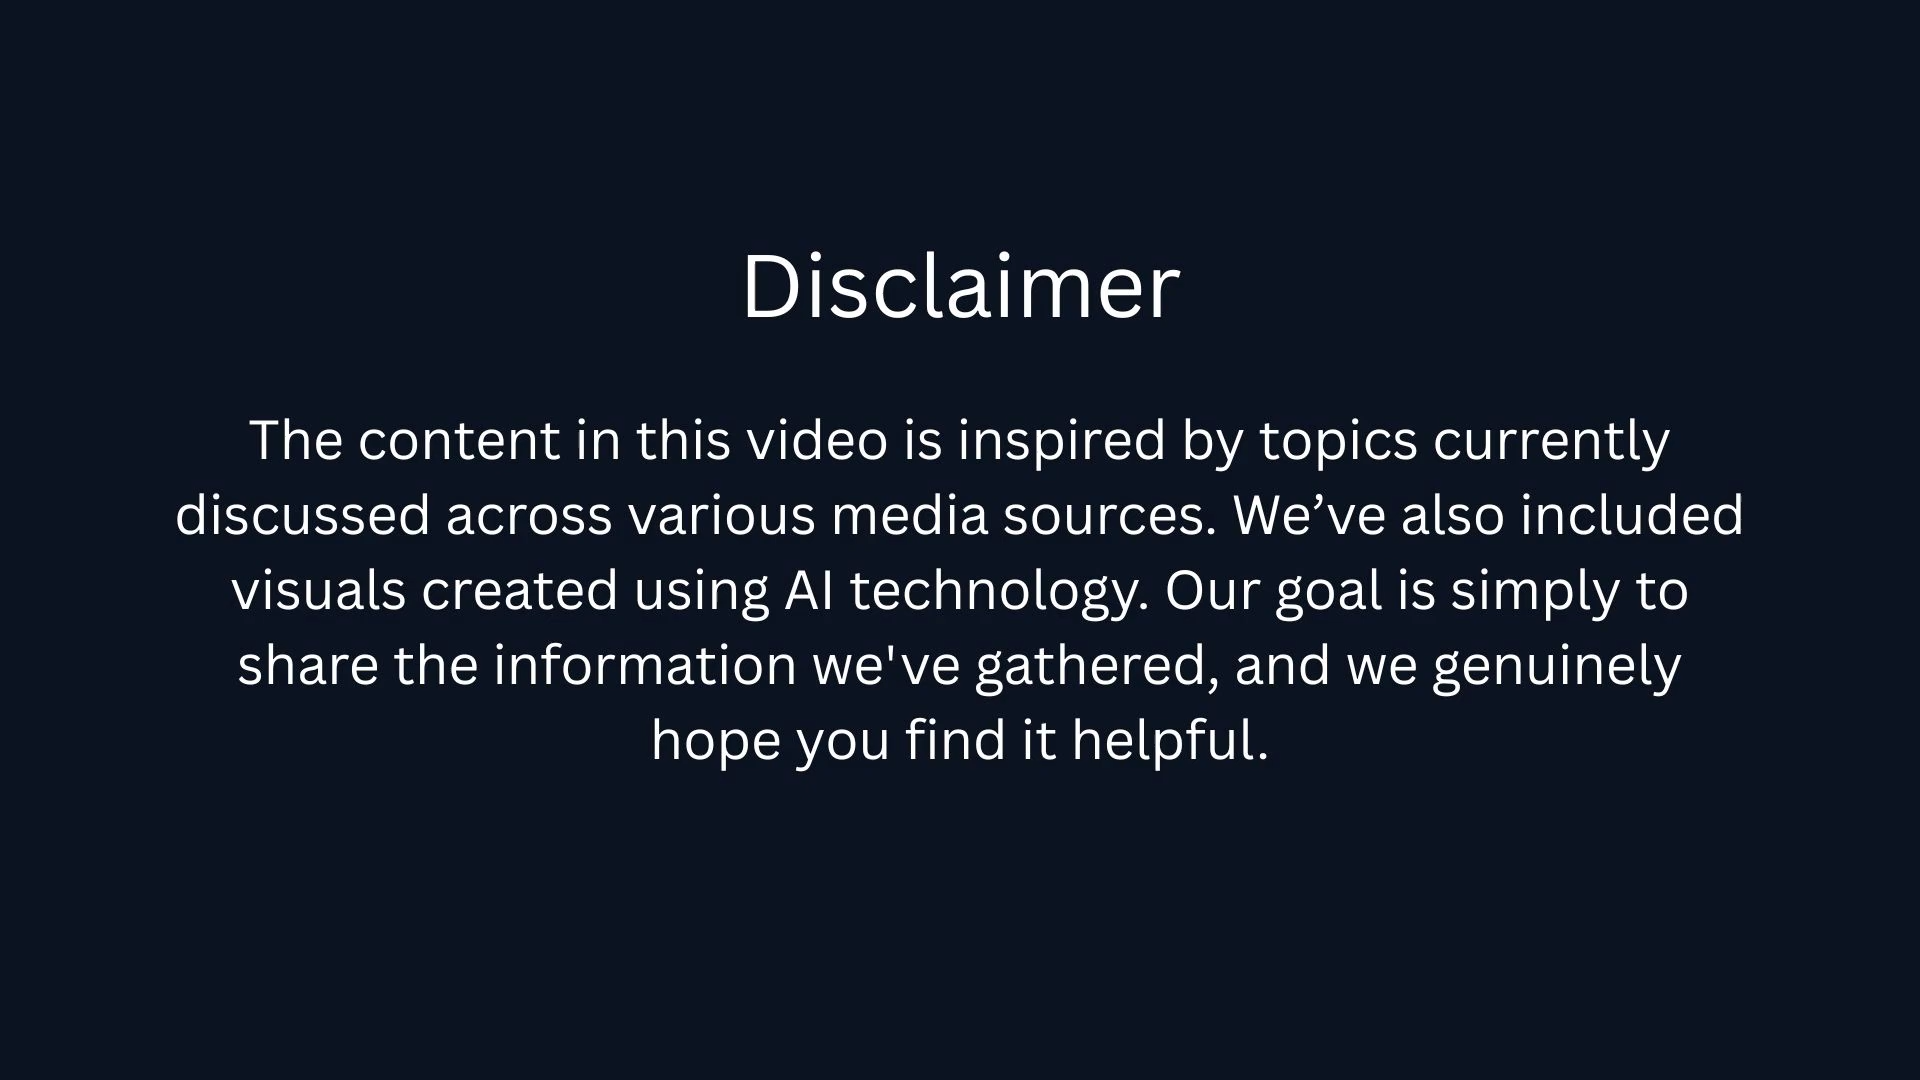 Disclaimer
The content in this video is inspired by topics currently
discussed across various media sources. We’ve also included
visuals created using AI technology. Our goal is simply to
share the information we've gathered, and we genuinely
hope you find it helpful.